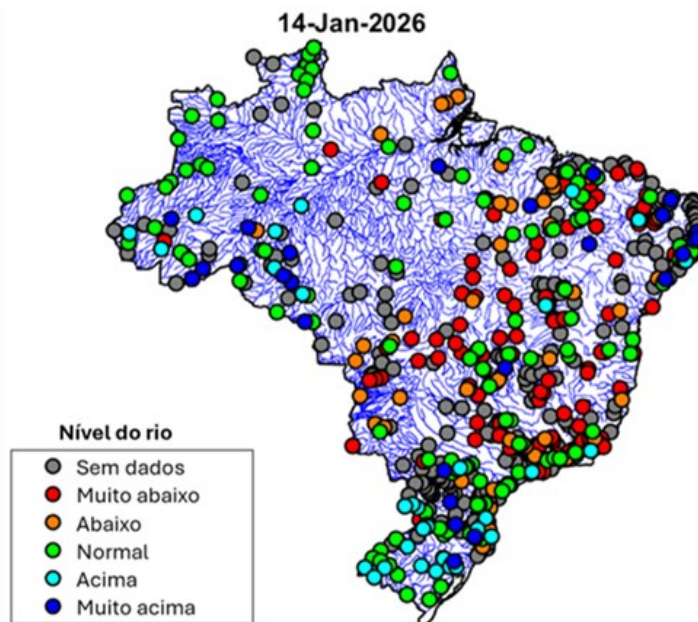 14-Jan-2026
Nível do rio
Sem dados
Muito abaixo
Abaixo
Normal
Acima
Muito acima